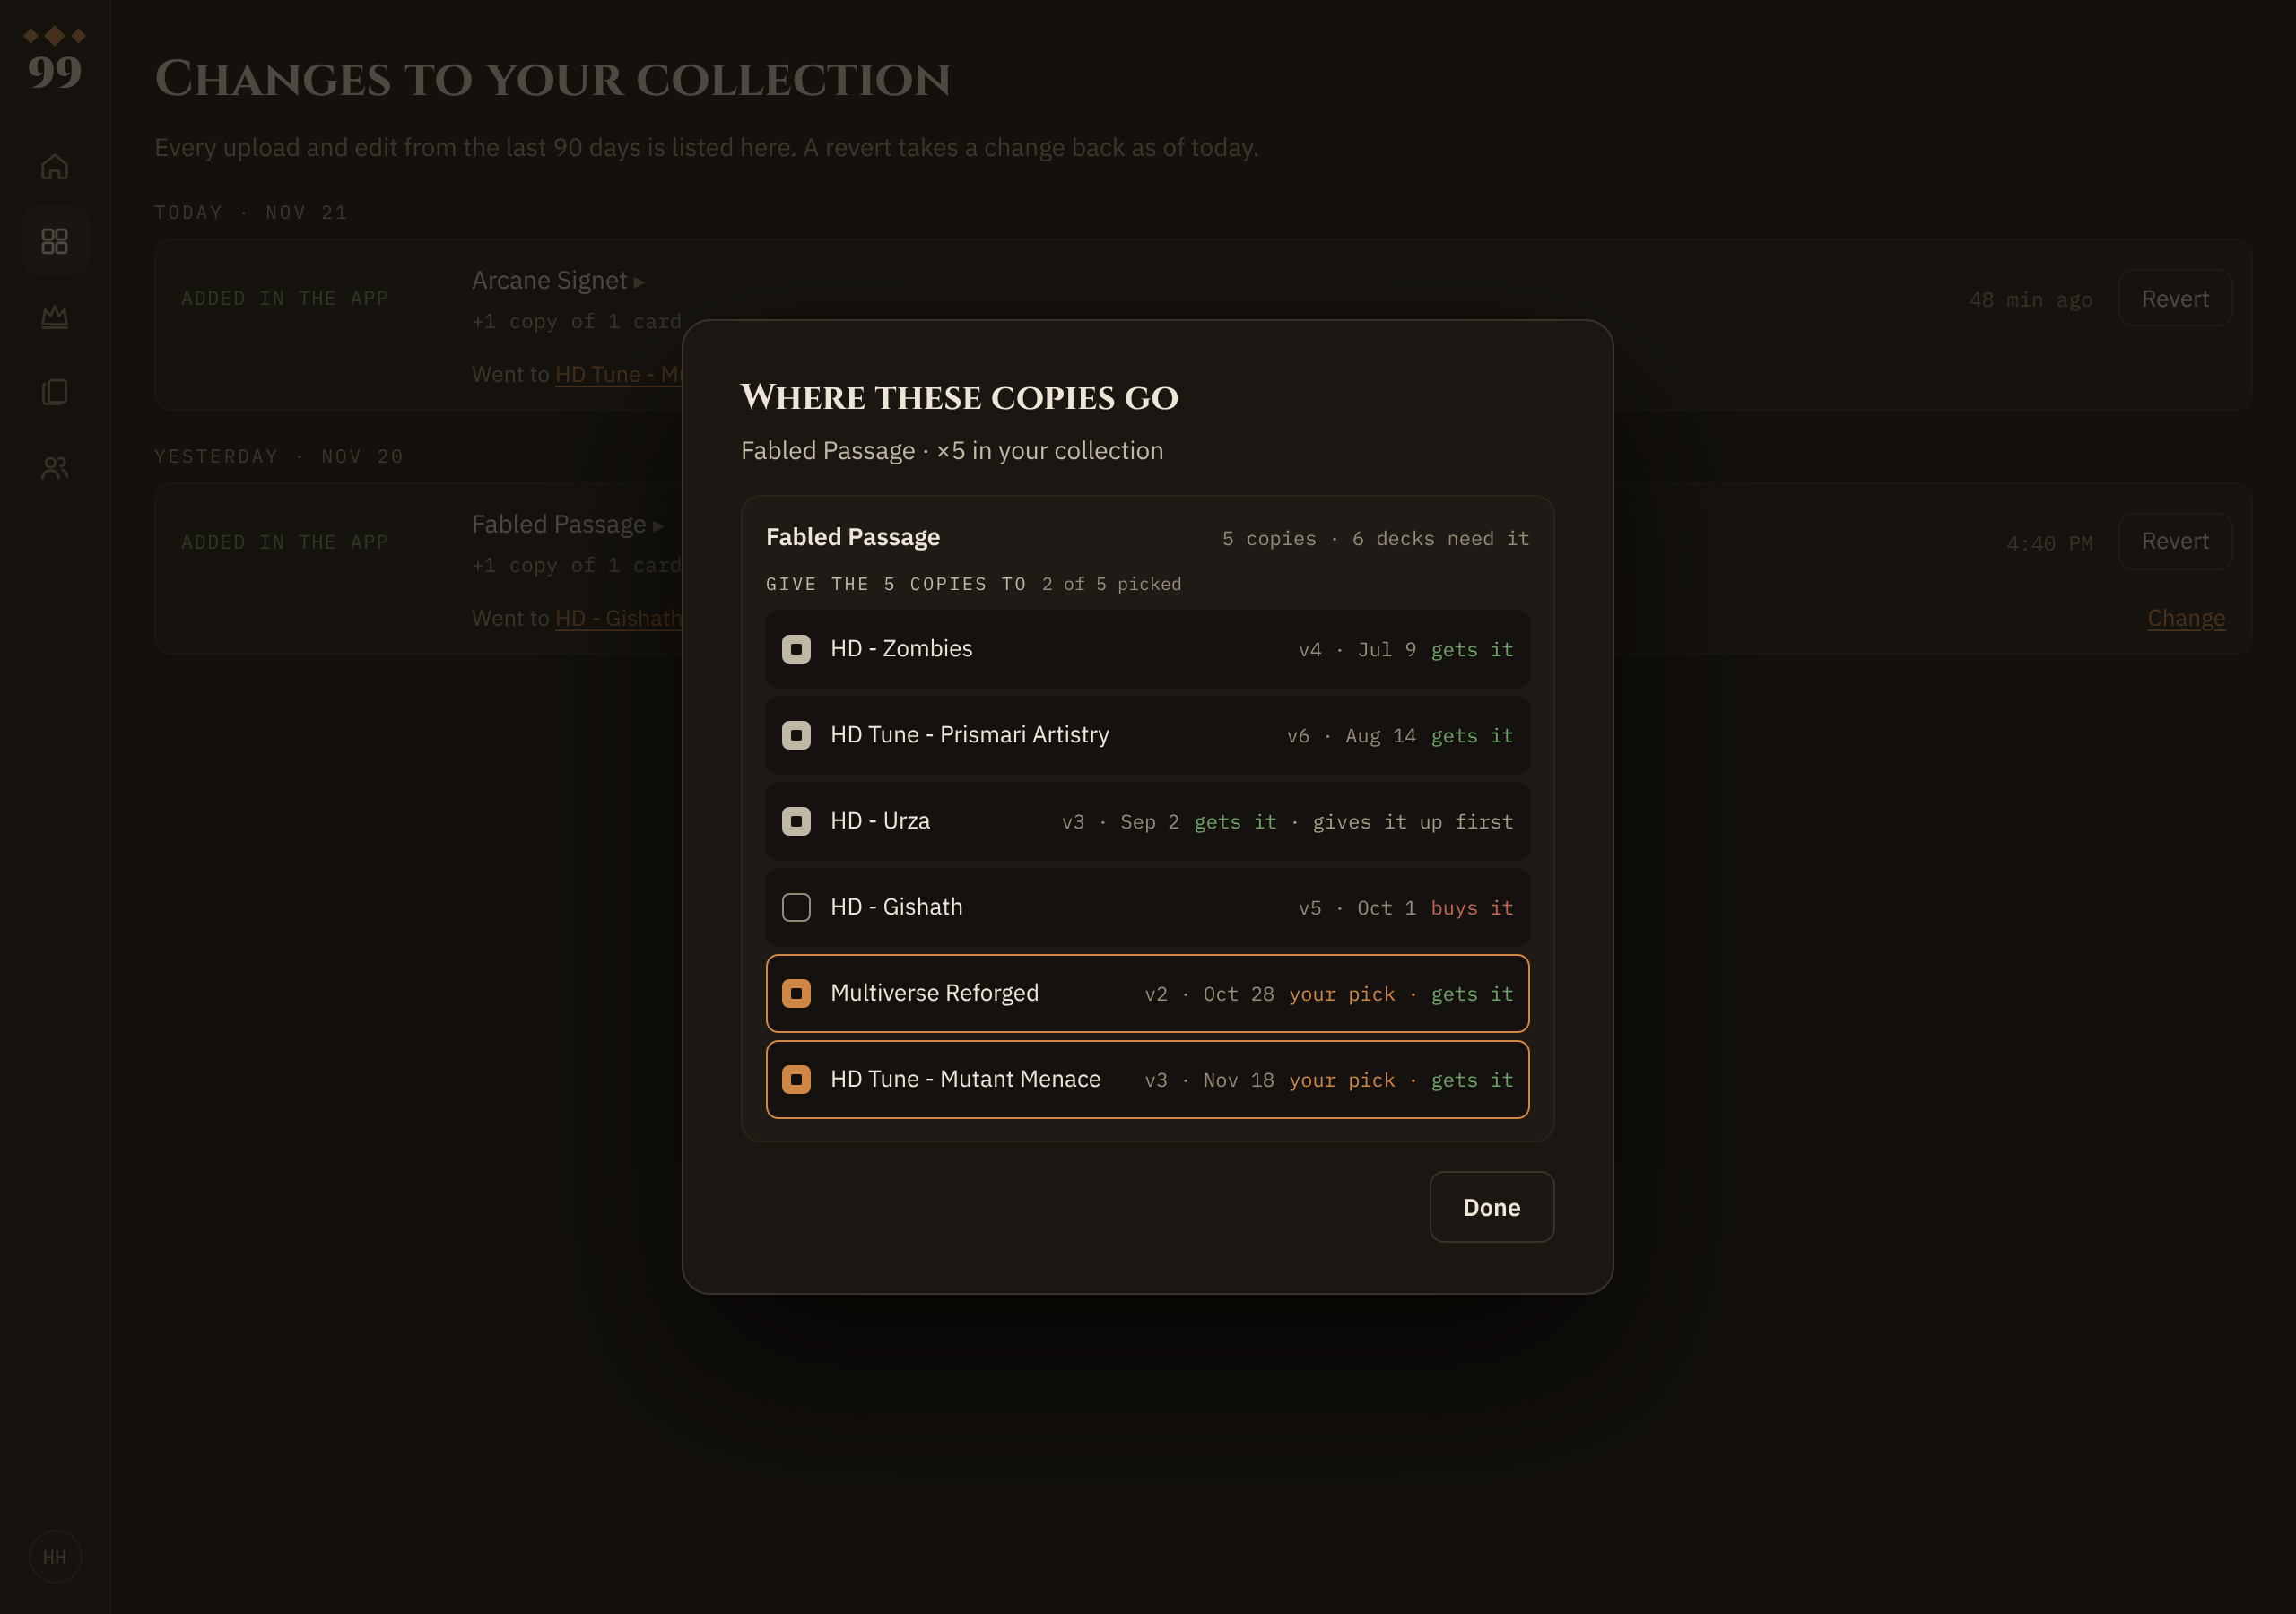 99
CHANGES TO YOUR COLLECTION
Every upload and edit from the last 90 days is listed here. A revert takes a change back as of today.
TODAY · NOV 21
ADDED IN THE APP
Arcane Signet ▸
+1 copy of 1 card
48 min ago
Revert
Went to HD Tune - Mu
YESTERDAY · NOV 20
ADDED IN THE APP
Fabled Passage ▸
+1 copy of 1 card
4:40 PM
Revert
Went to HD - Gishath
Change
WHERE THESE COPIES GO
Fabled Passage · ×5 in your collection
Fabled Passage 5 copies · 6 decks need it
GIVE THE 5 COPIES TO 2 of 5 picked
HD - Zombies v4 · Jul 9 gets it
HD Tune - Prismari Artistry v6 · Aug 14 gets it
HD - Urza v3 · Sep 2 gets it · gives it up first
HD - Gishath v5 · Oct 1 buys it
Multiverse Reforged v2 · Oct 28 your pick · gets it
HD Tune - Mutant Menace v3 · Nov 18 your pick · gets it
Done
HH